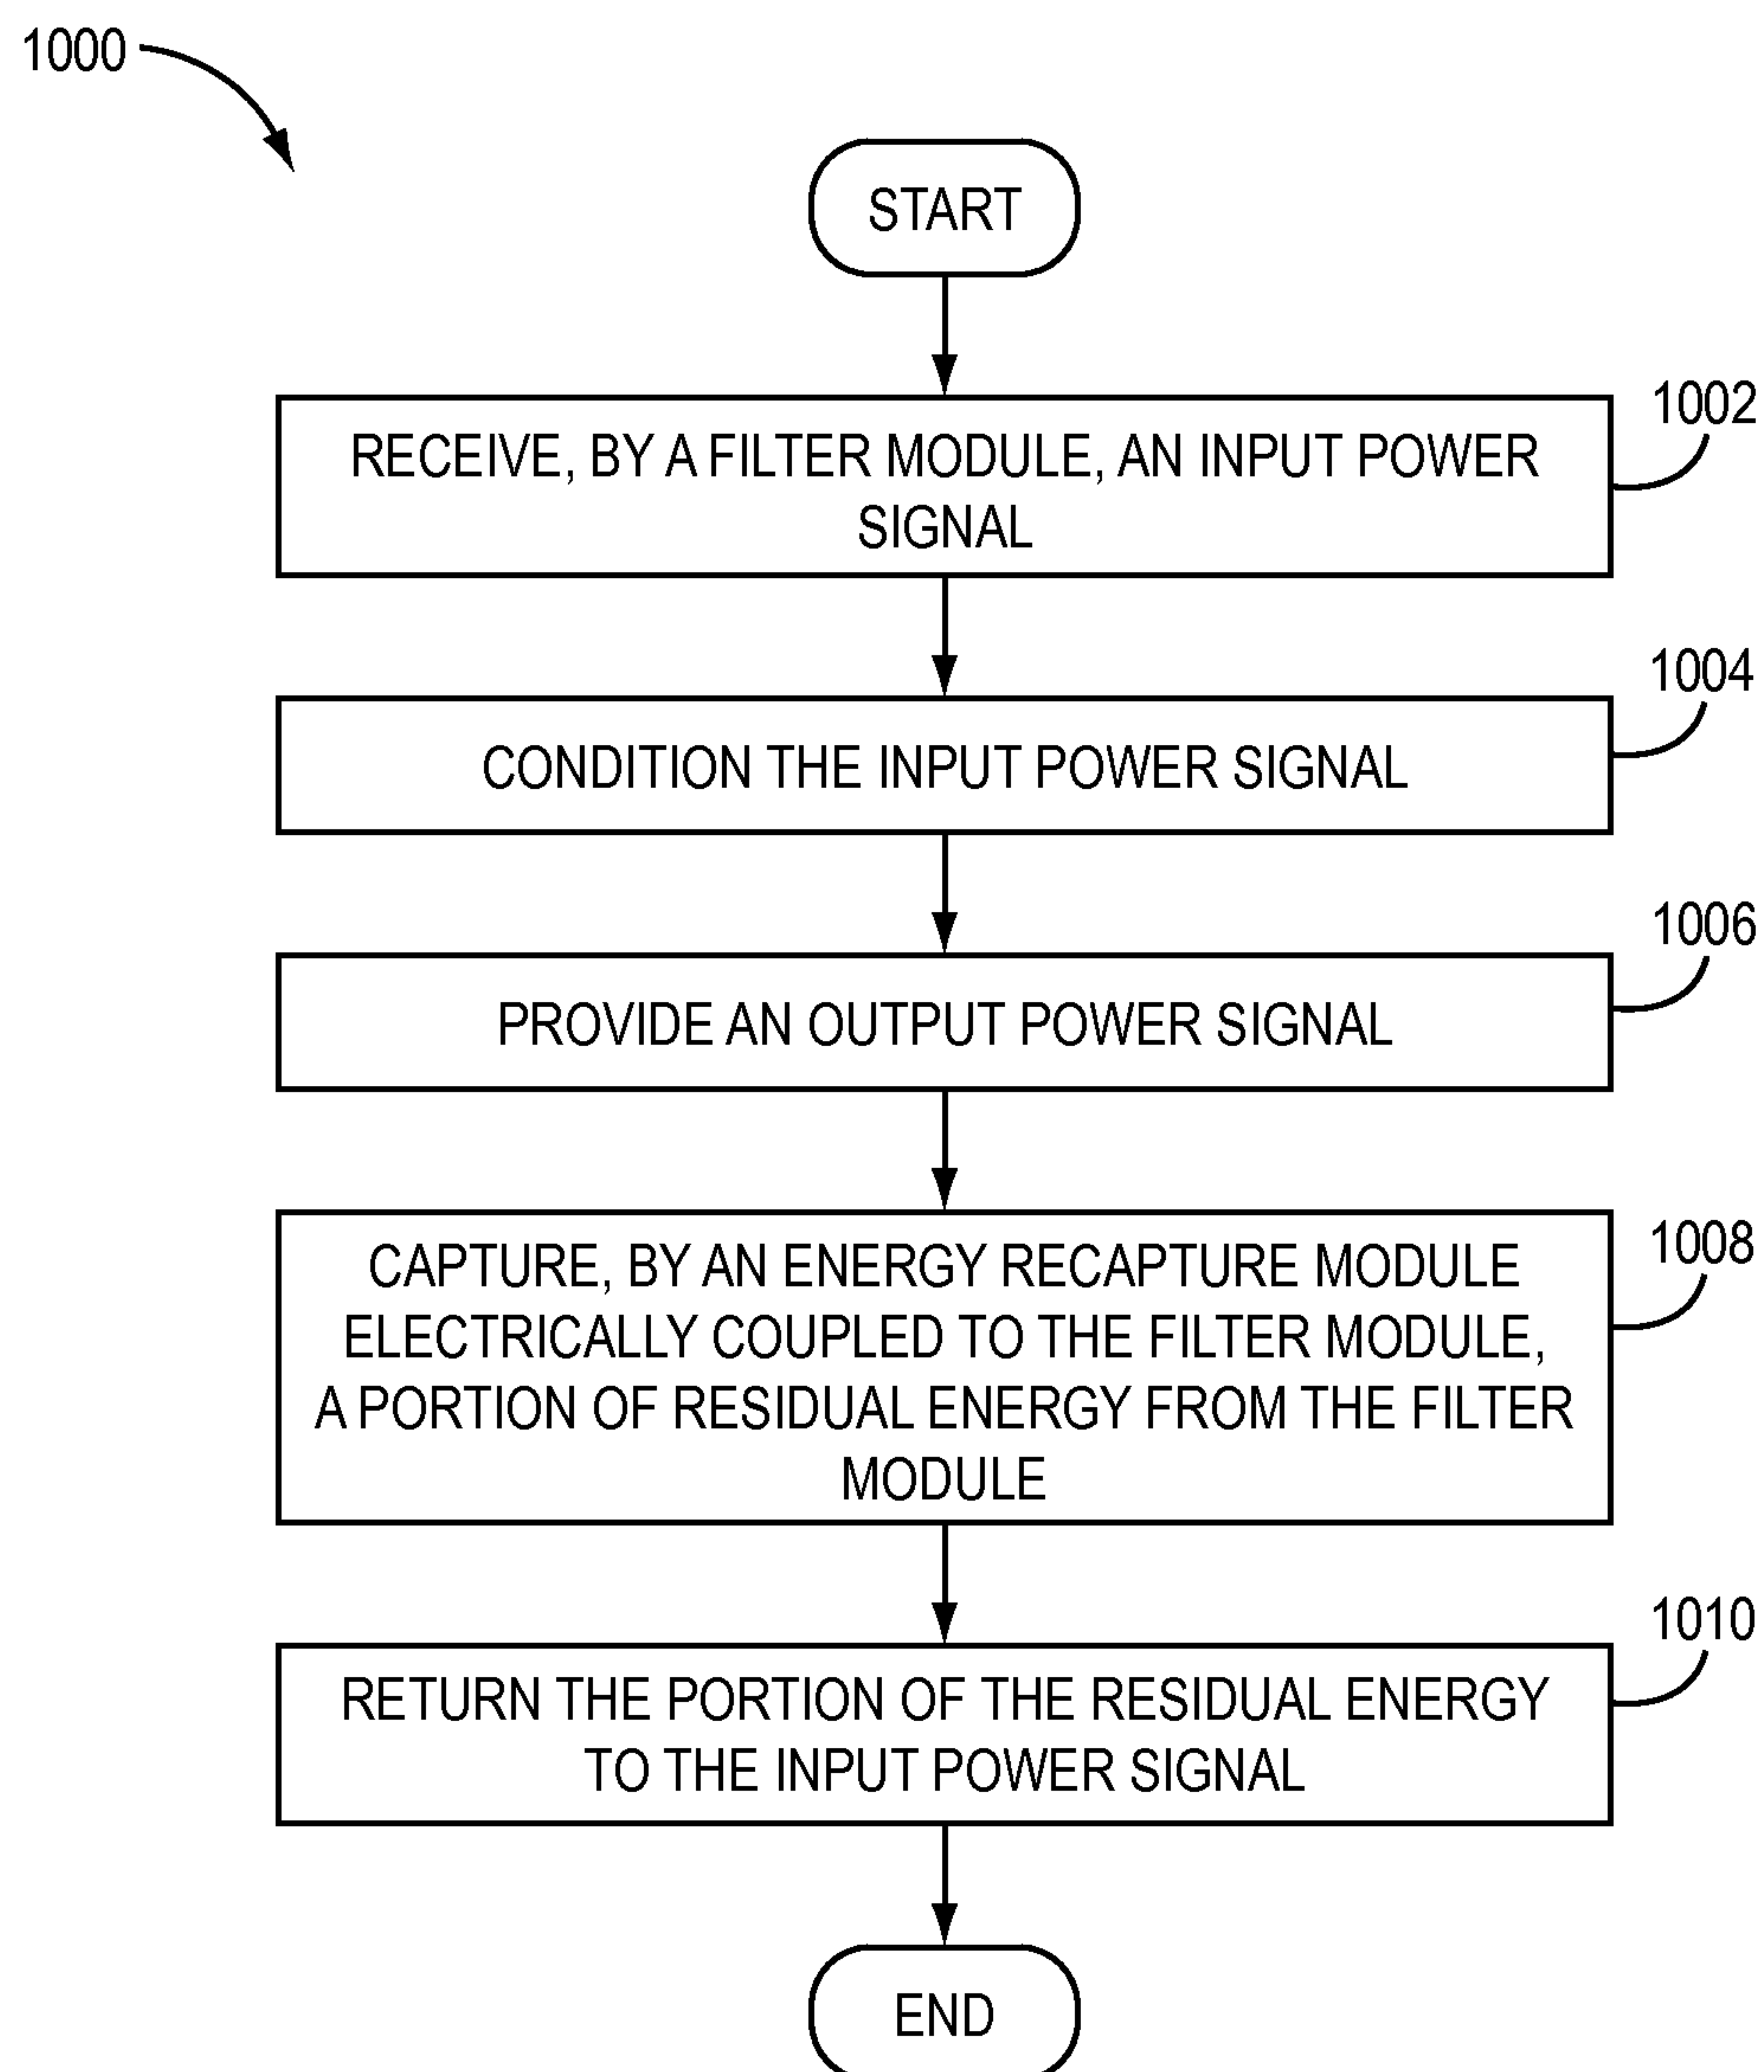 1000
START
1002
RECEIVE, BY A FILTER MODULE, AN INPUT POWER
SIGNAL
1004
CONDITION THE INPUT POWER SIGNAL
1006
PROVIDE AN OUTPUT POWER SIGNAL
1008
CAPTURE, BY AN ENERGY RECAPTURE MODULE
ELECTRICALLY COUPLED TO THE FILTER MODULE,
A PORTION OF RESIDUAL ENERGY FROM THE FILTER
MODULE
1010
RETURN THE PORTION OF THE RESIDUAL ENERGY
TO THE INPUT POWER SIGNAL
END